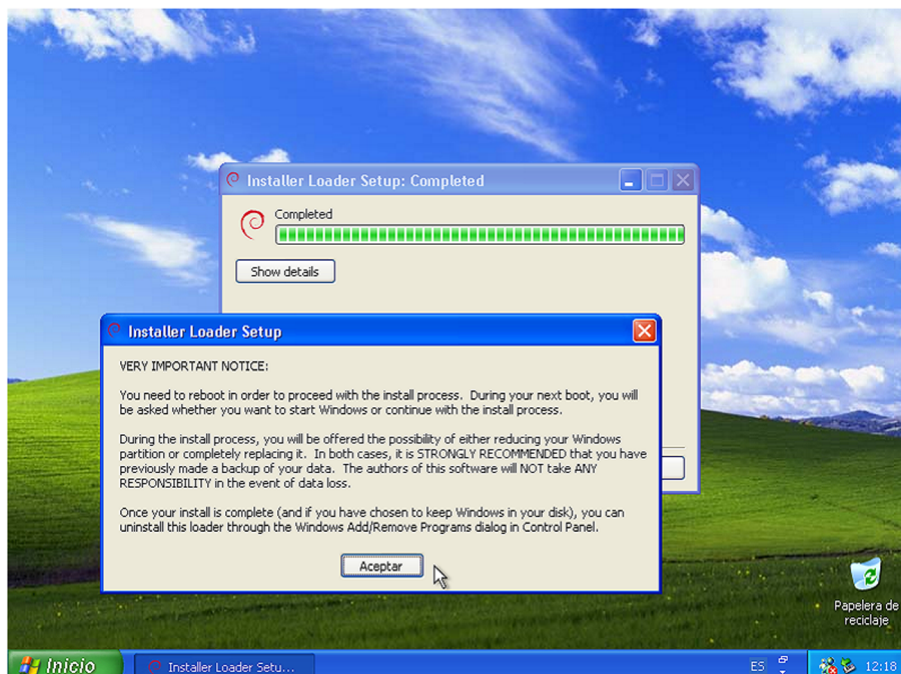 Installer Loader Setup: Completed
Completed
Show details
Installer Loader Setup
VERY IMPORTANT NOTICE:
You need to reboot in order to proceed with the install process.  During your next boot, you will
be asked whether you want to start Windows or continue with the install process.
During the install process, you will be offered the possibility of either reducing your Windows
partition or completely replacing it.  In both cases, it is STRONGLY RECOMMENDED that you have
previously made a backup of your data.  The authors of this software will NOT take ANY
RESPONSIBILITY in the event of data loss.
Once your install is complete (and if you have chosen to keep Windows in your disk), you can
uninstall this loader through the Windows Add/Remove Programs dialog in Control Panel.
Aceptar
Papelera de
reciclaje
Inicio
Installer Loader Setu...
ES
12:18